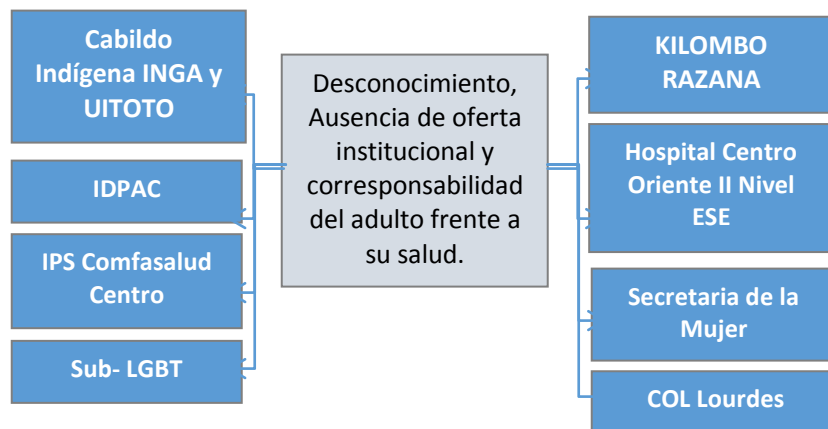 Cabildo
Indígena INGA y
UITOTO
IDPAC
IPS Comfasalud
Centro
Sub- LGBT
Desconocimiento,
Ausencia de oferta
institucional y
corresponsabilidad
del adulto frente a
su salud.
KILOMBO
RAZANA
Hospital Centro
Oriente II Nivel
ESE
Secretaria de la
Mujer
COL Lourdes